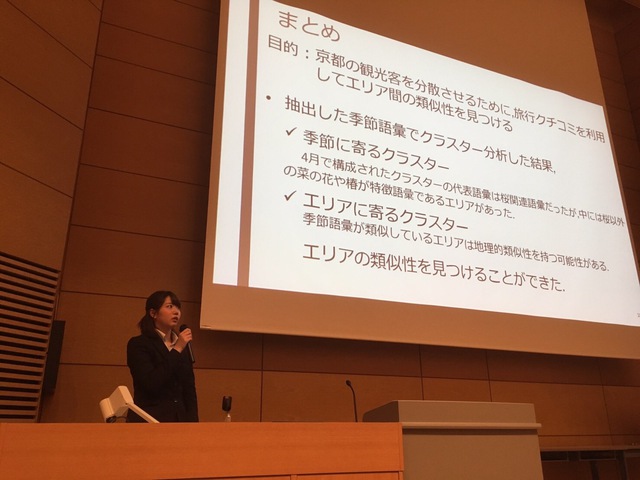 まとめ
目的：京都の観光客を分散させるために,旅行クチコミを利用
してエリア間の類似性を見つける
• 抽出した季節語彙でクラスター分析した結果,
✓ 季節に寄るクラスター
4月で構成されたクラスターの代表語彙は桜関連語彙だったが,中には桜以外
の菜の花や椿が特徴語彙であるエリアがあった.
✓ エリアに寄るクラスター
季節語彙が類似しているエリアは地理的類似性を持つ可能性がある.
エリアの類似性を見つけることができた.